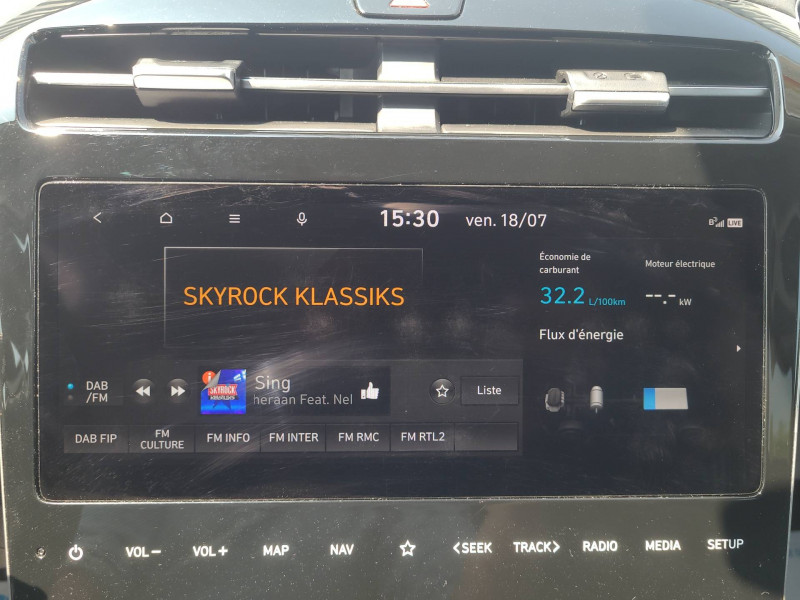 15:30
ven. 18/07
LIVE
SKYROCK KLASSIKS
Économie de
carburant
Moteur électrique
32.2 L/100km
--.- kW
Flux d'énergie
DAB
/FM
SKYROCK
Sing
heraan Feat. Nel
Liste
DAB FIP
FM
CULTURE
FM INFO
FM INTER
FM RMC
FM RTL2
VOL−
VOL+
MAP
NAV
<SEEK
TRACK>
RADIO
MEDIA
SETUP